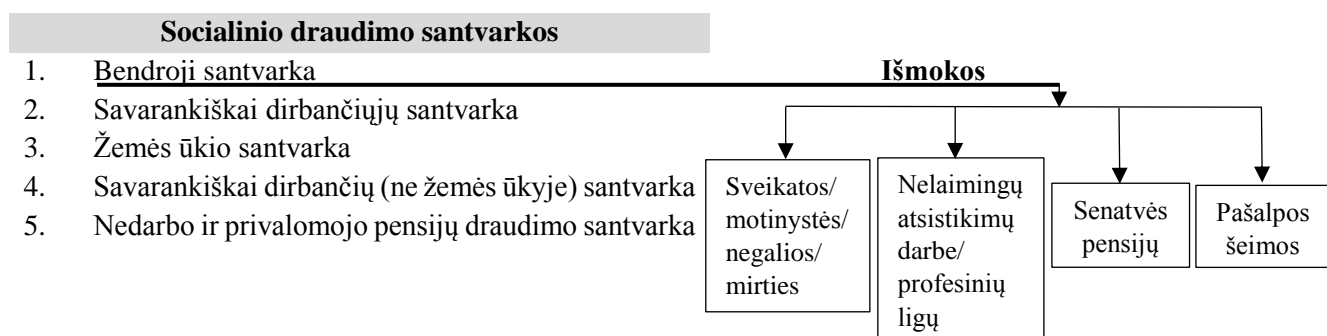 Socialinio draudimo santvarkos
1. Bendroji santvarka
2. Savarankiškai dirbančiųjų santvarka
3. Žemės ūkio santvarka
4. Savarankiškai dirbančių (ne žemės ūkyje) santvarka
5. Nedarbo ir privalomojo pensijų draudimo santvarka
Išmokos
Sveikatos/
motinystės/
negalios/
mirties
Nelaimingų
atsistikimų
darbe/
profesinių
ligų
Senatvės
pensijų
Pašalpos
šeimos